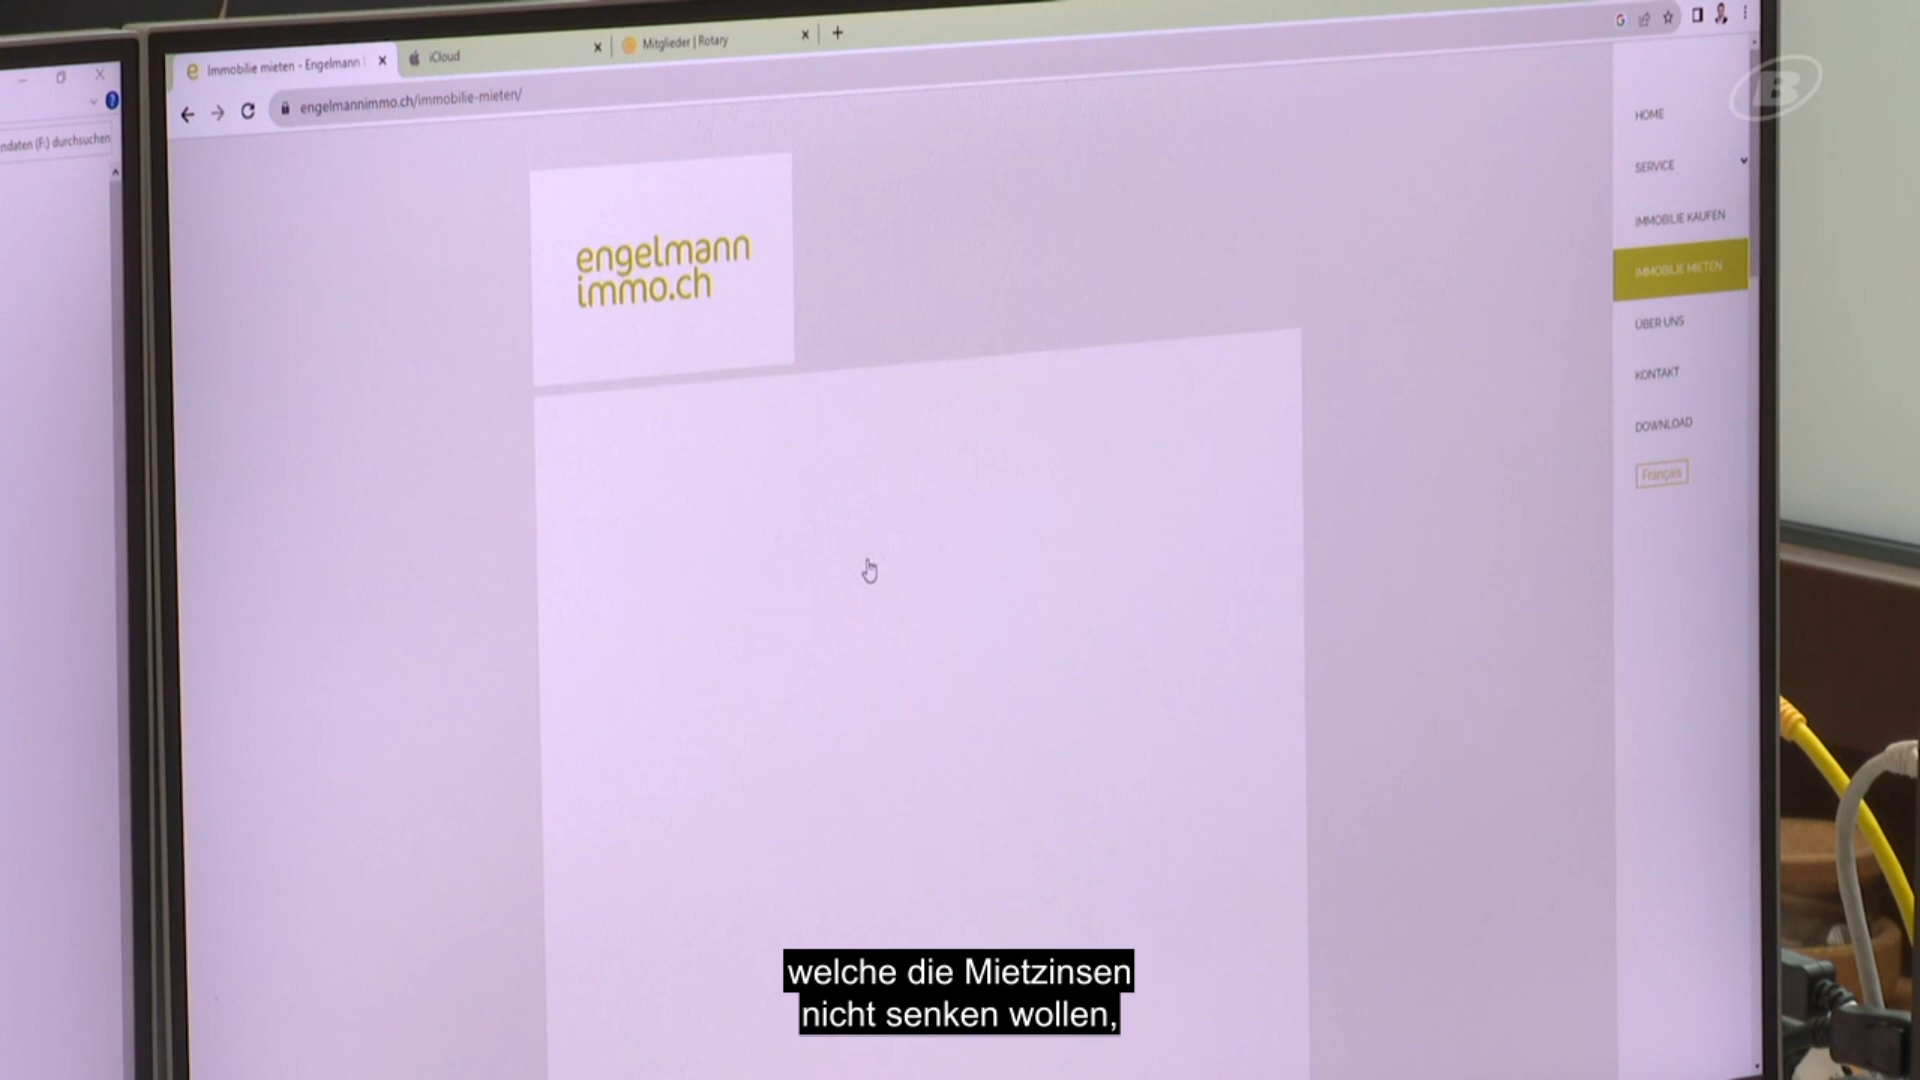 Immobilie mieten - Engelmann
iCloud
Mitglieder | Rotary
engelmannimmo.ch/immobilie-mieten/
ndaten (F:) durchsuchen
B
HOME
SERVICE
IMMOBILIE KAUFEN
IMMOBILIE MIETEN
ÜBER UNS
KONTAKT
DOWNLOAD
Français
engelmann
immo.ch
welche die Mietzinsen
nicht senken wollen,